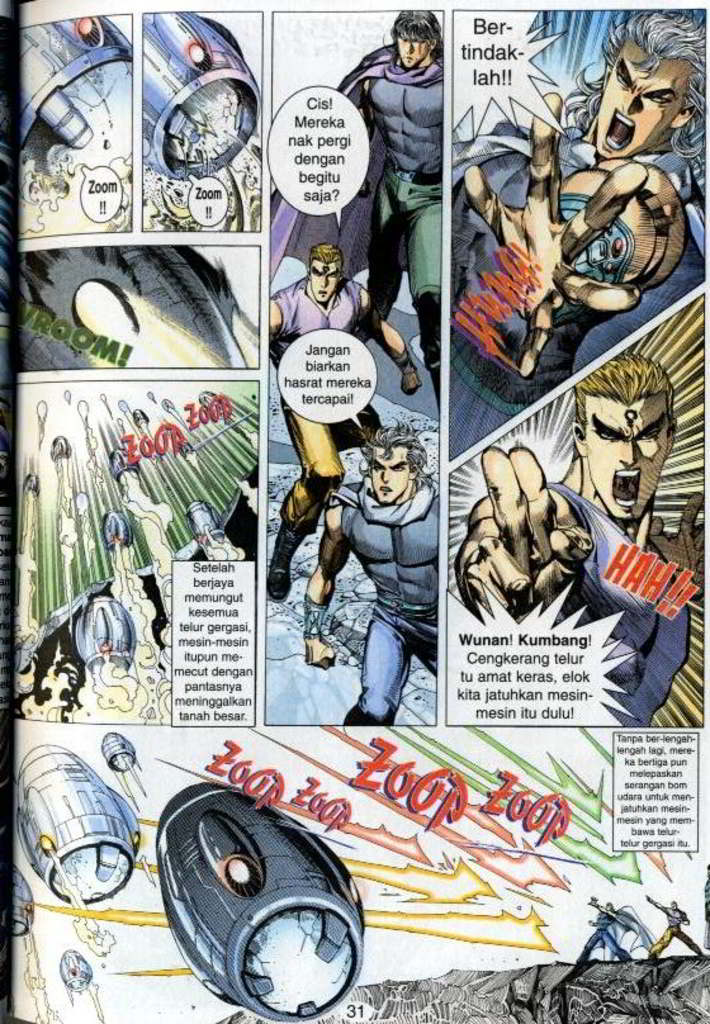 Zoom
!!
Zoom
!!
VROOM!
ZOOP ZOOP
Setelah
berjaya
memungut
kesemua
telur gergasi,
mesin-mesin
itupun me-
mecut dengan
pantasnya
meninggalkan
tanah besar.
Cis!
Mereka
nak pergi
dengan
begitu
saja?
Jangan
biarkan
hasrat mereka
tercapai!
Ber-
tindak-
lah!!
HAH!!
Wunan! Kumbang!
Cengkerang telur
tu amat keras, elok
kita jatuhkan mesin-
mesin itu dulu!
Tanpa ber-lengah-
lengah lagi, mere-
ka bertiga pun
melepaskan
serangan bom
udara untuk men-
jatuhkan mesin-
mesin yang mem-
bawa telur-
telur gergasi itu.
ZOOP ZOOP ZOOP ZOOP
31